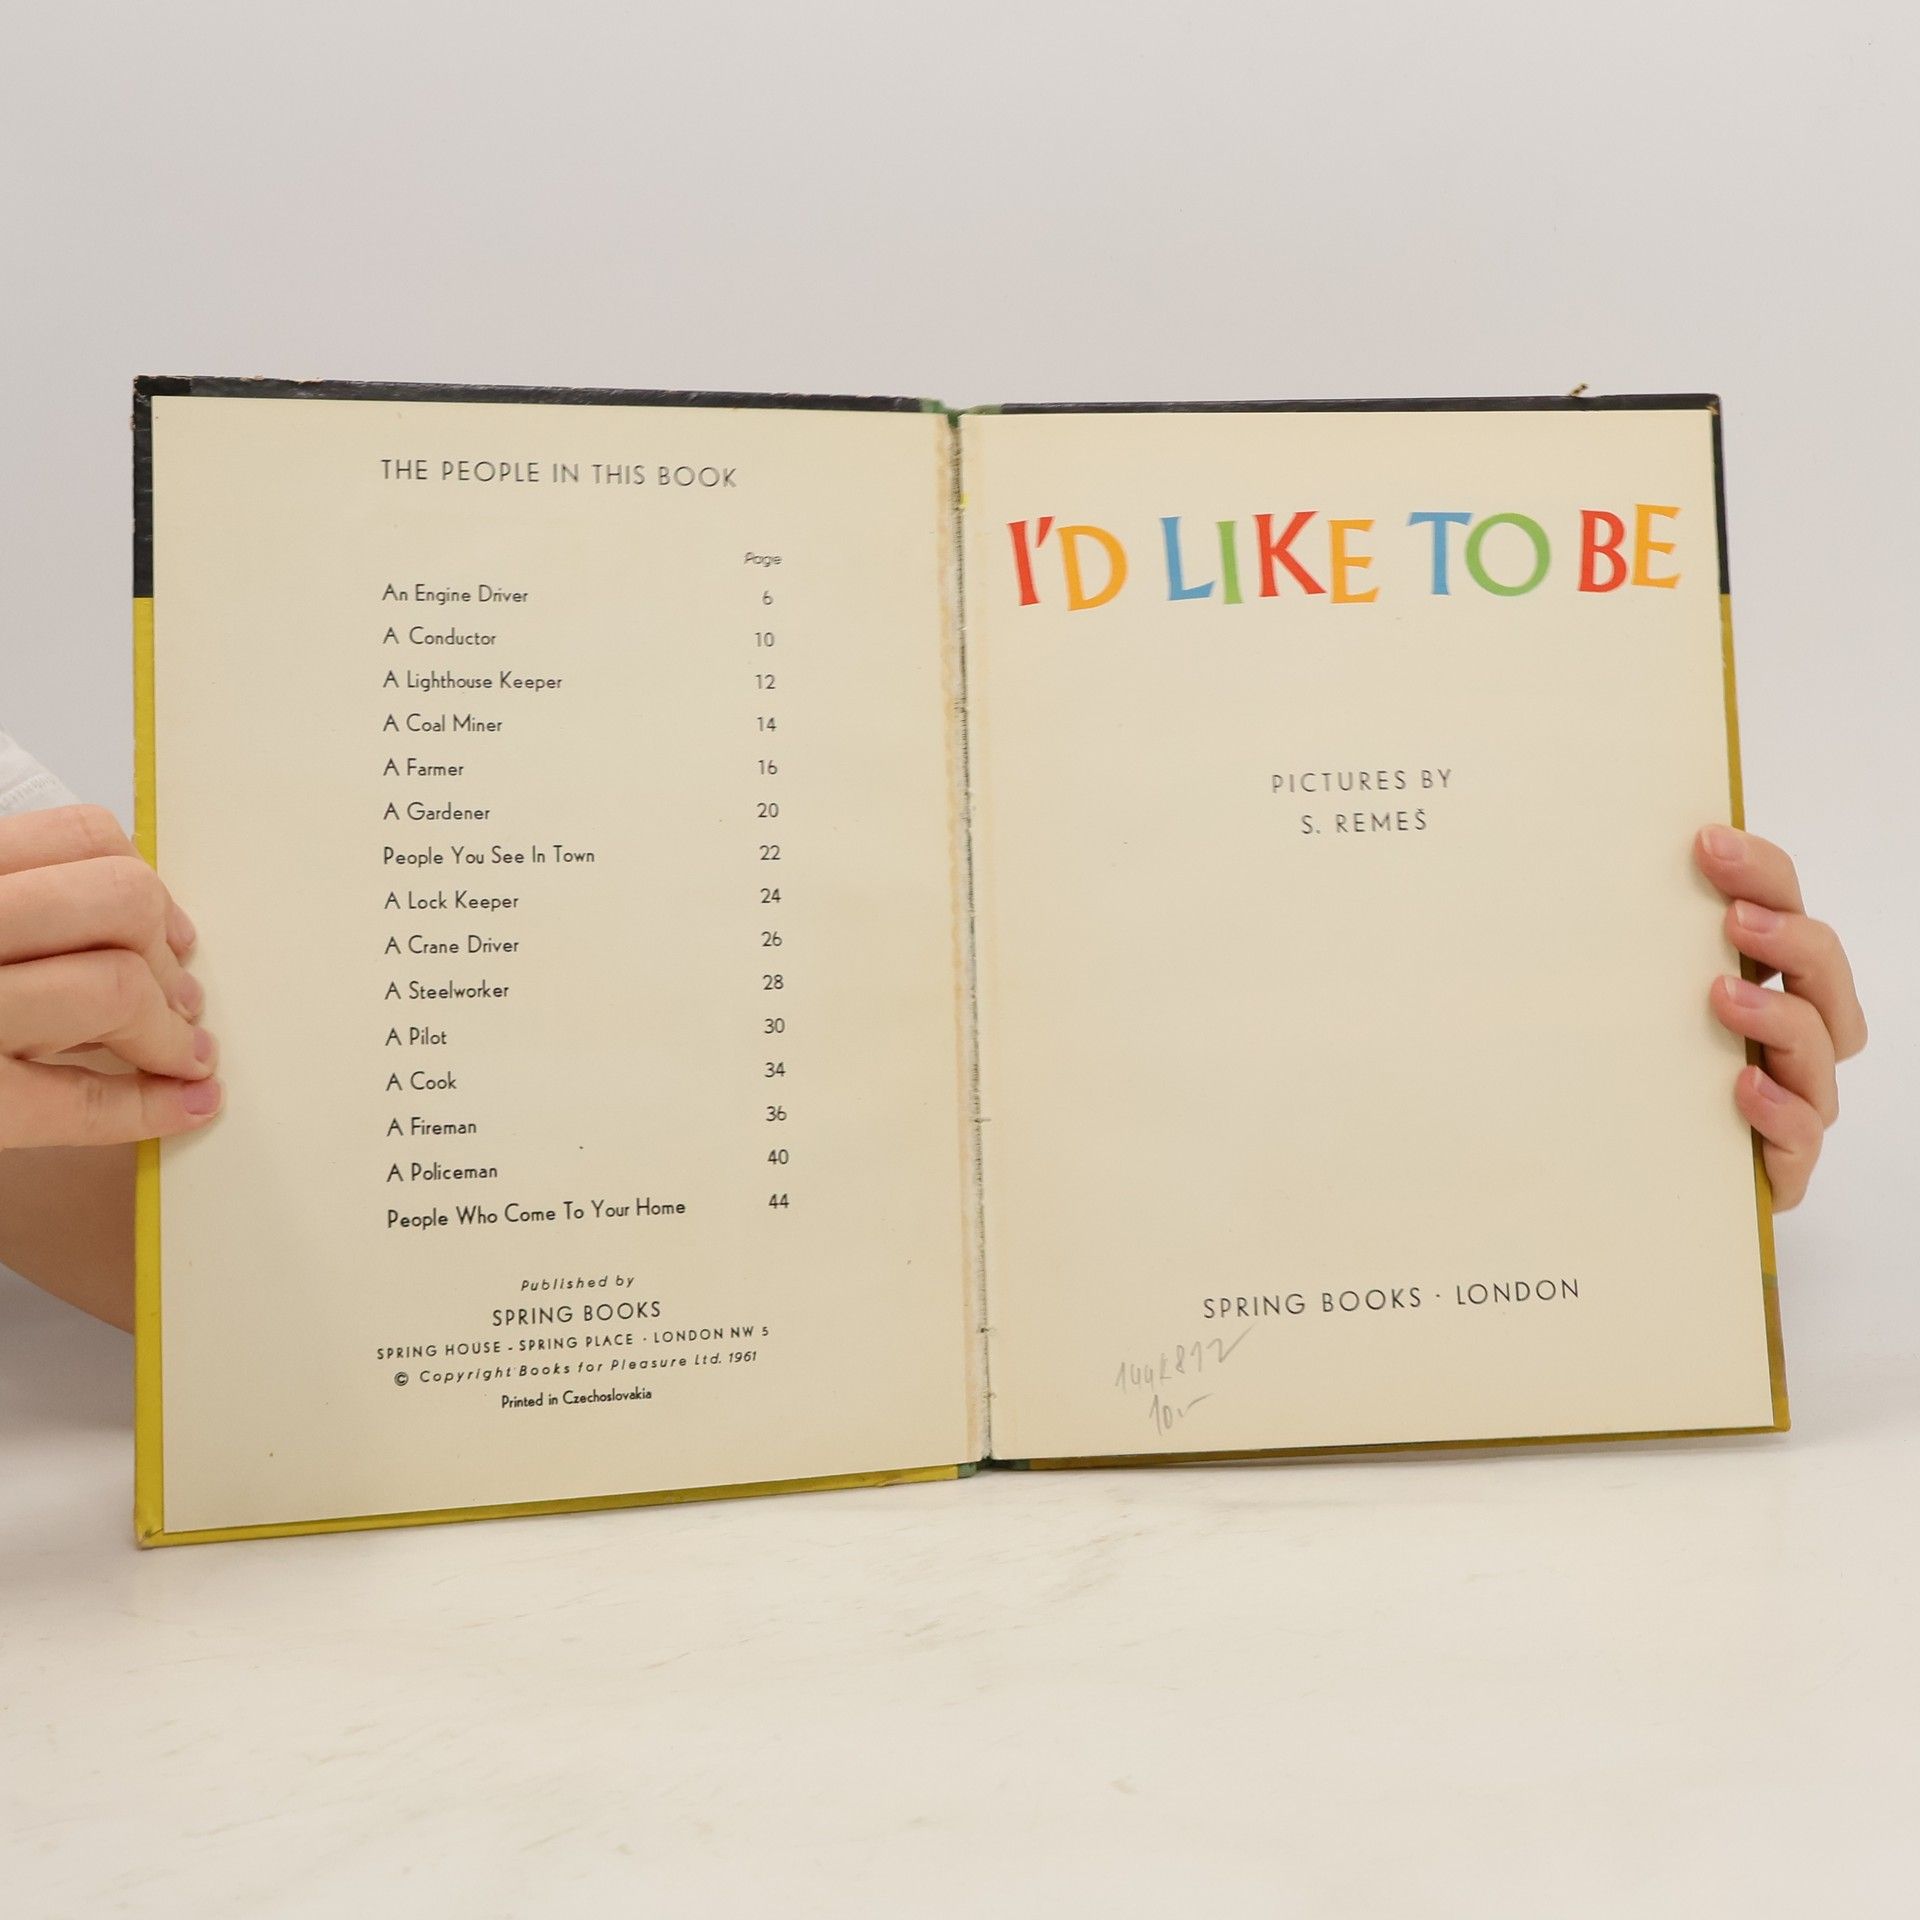 THE PEOPLE IN THIS BOOK
Page
An Engine Driver 6
A Conductor 10
A Lighthouse Keeper 12
A Coal Miner 14
A Farmer 16
A Gardener 20
People You See In Town 22
A Lock Keeper 24
A Crane Driver 26
A Steelworker 28
A Pilot 30
A Cook 34
A Fireman 36
A Policeman 40
People Who Come To Your Home 44
Published by
SPRING BOOKS
SPRING HOUSE - SPRING PLACE · LONDON NW 5
© Copyright Books for Pleasure Ltd. 1961
Printed in Czechoslovakia
I'D LIKE TO BE
PICTURES BY
S. REMEŠ
SPRING BOOKS · LONDON